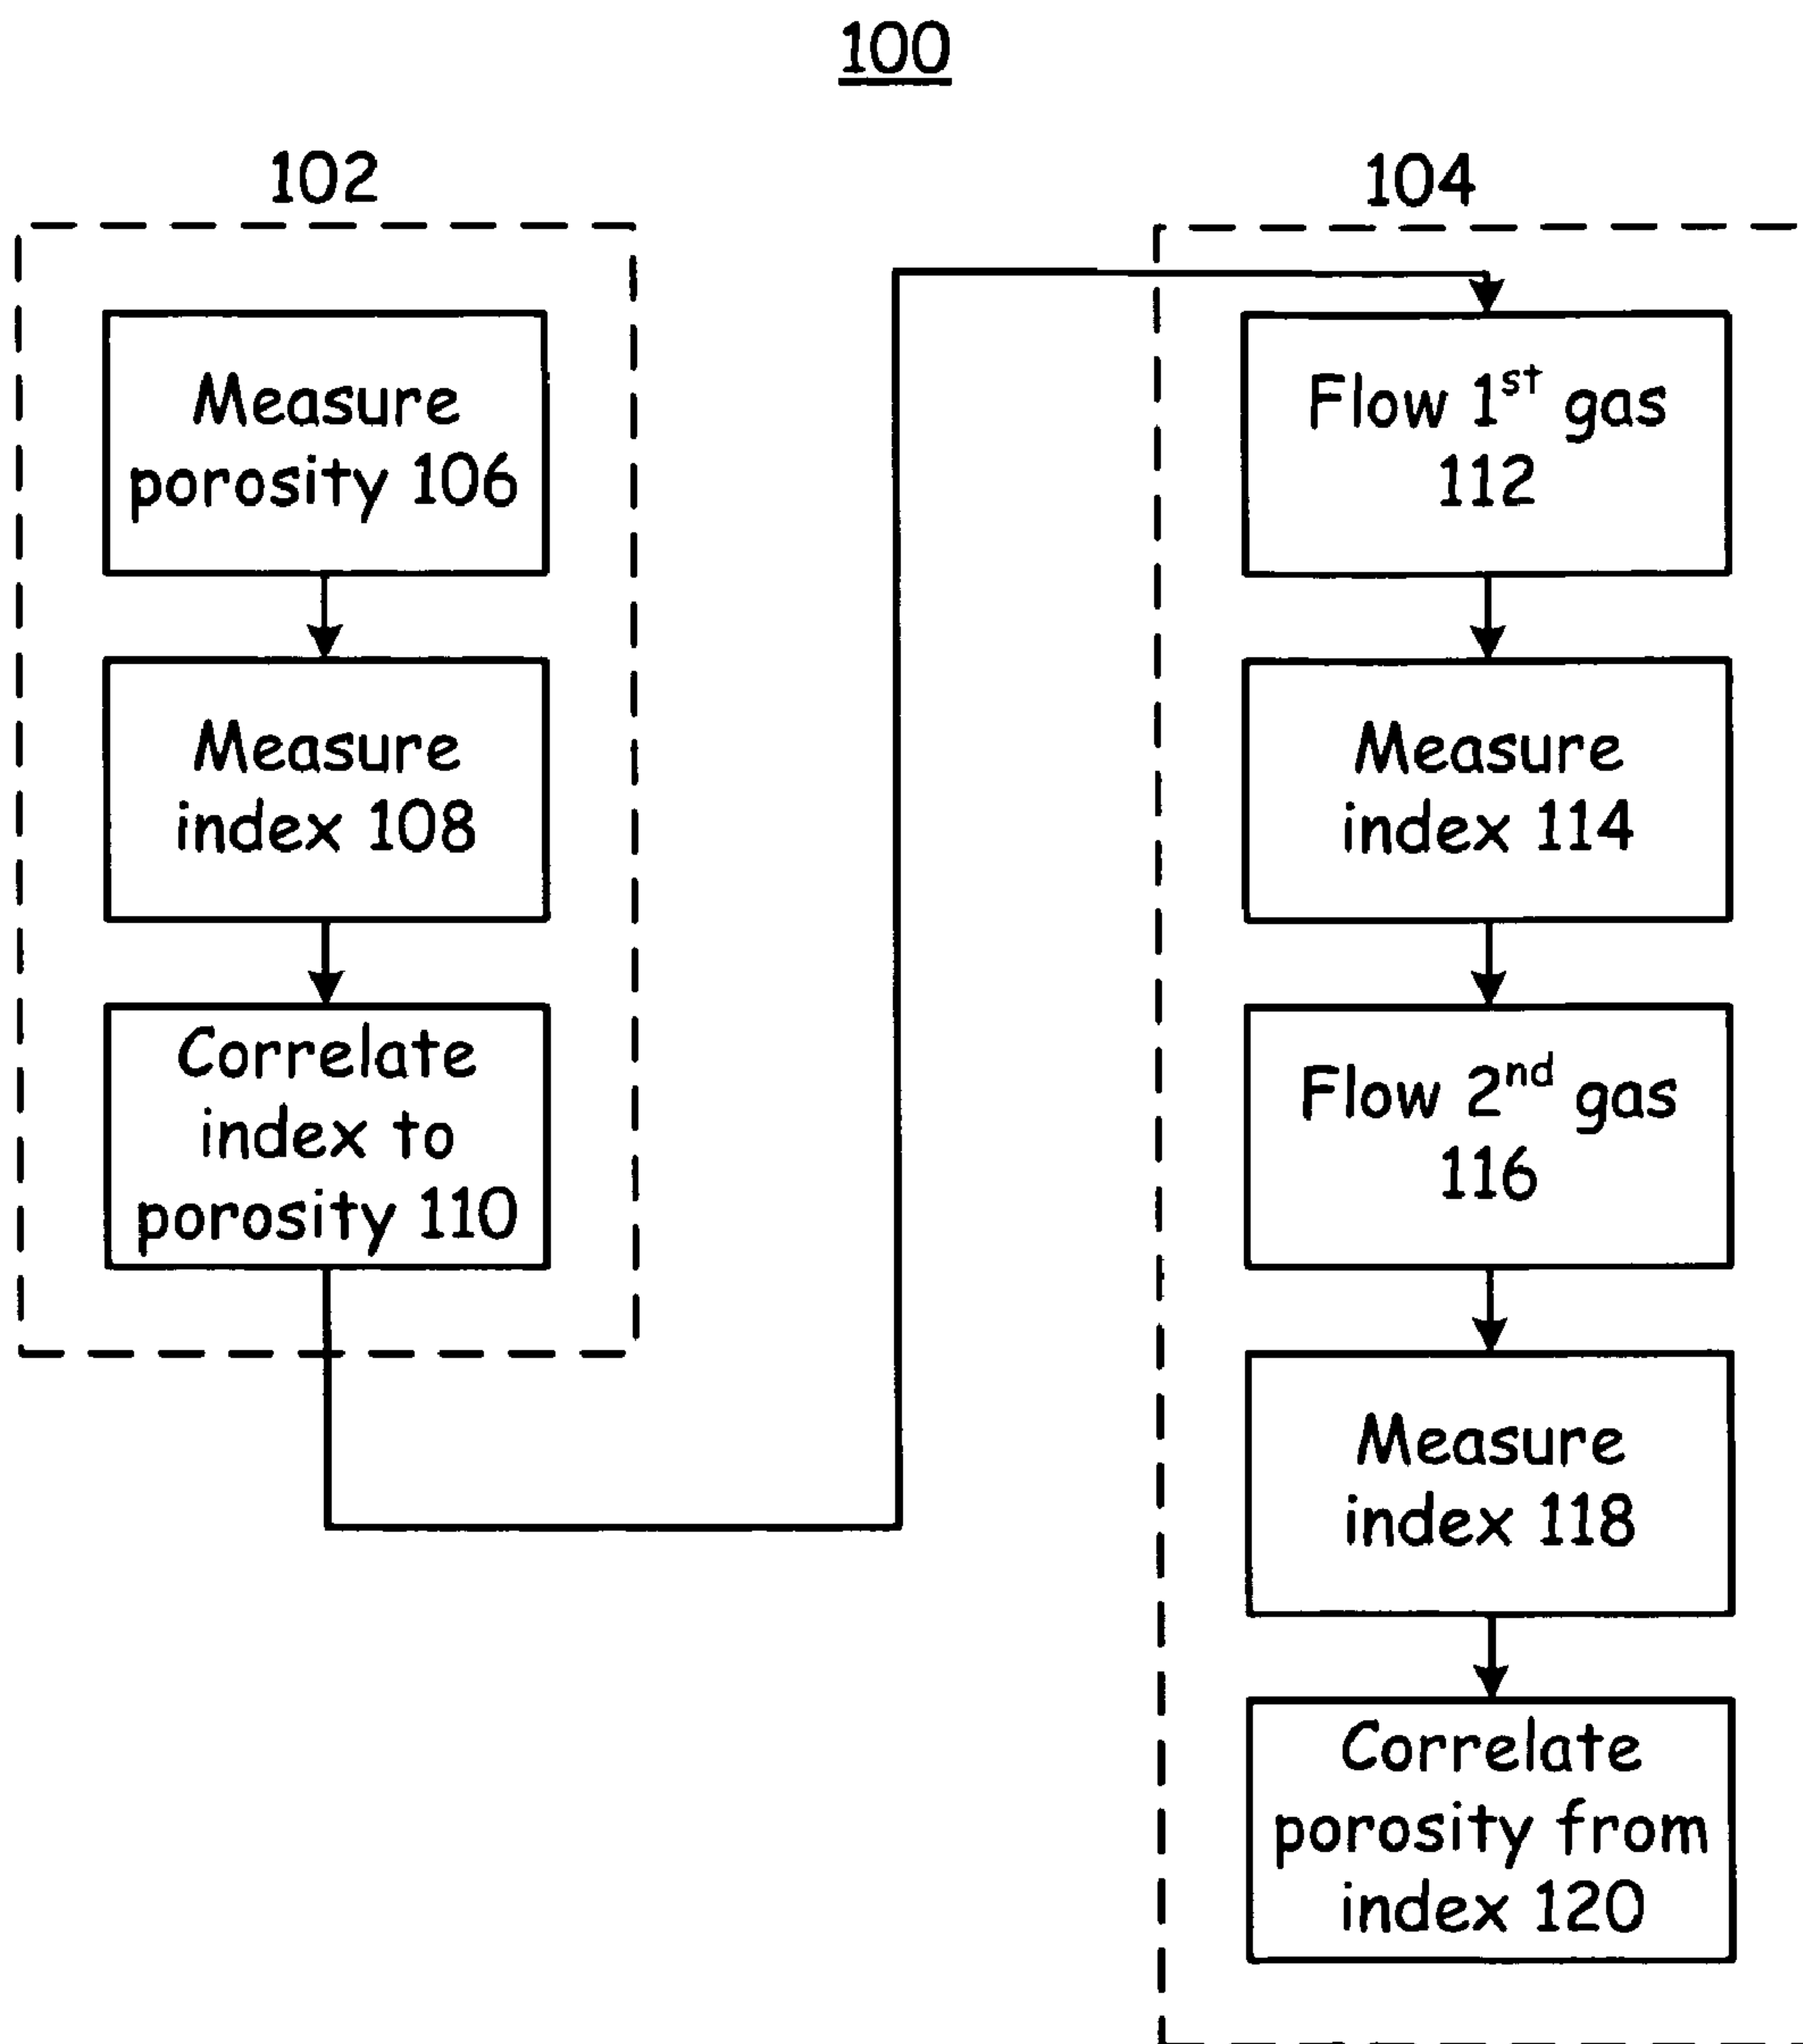 100
102
Measure
porosity 106
Measure
index 108
Correlate
index to
porosity 110
104
Flow 1st gas
112
Measure
index 114
Flow 2nd gas
116
Measure
index 118
Correlate
porosity from
index 120